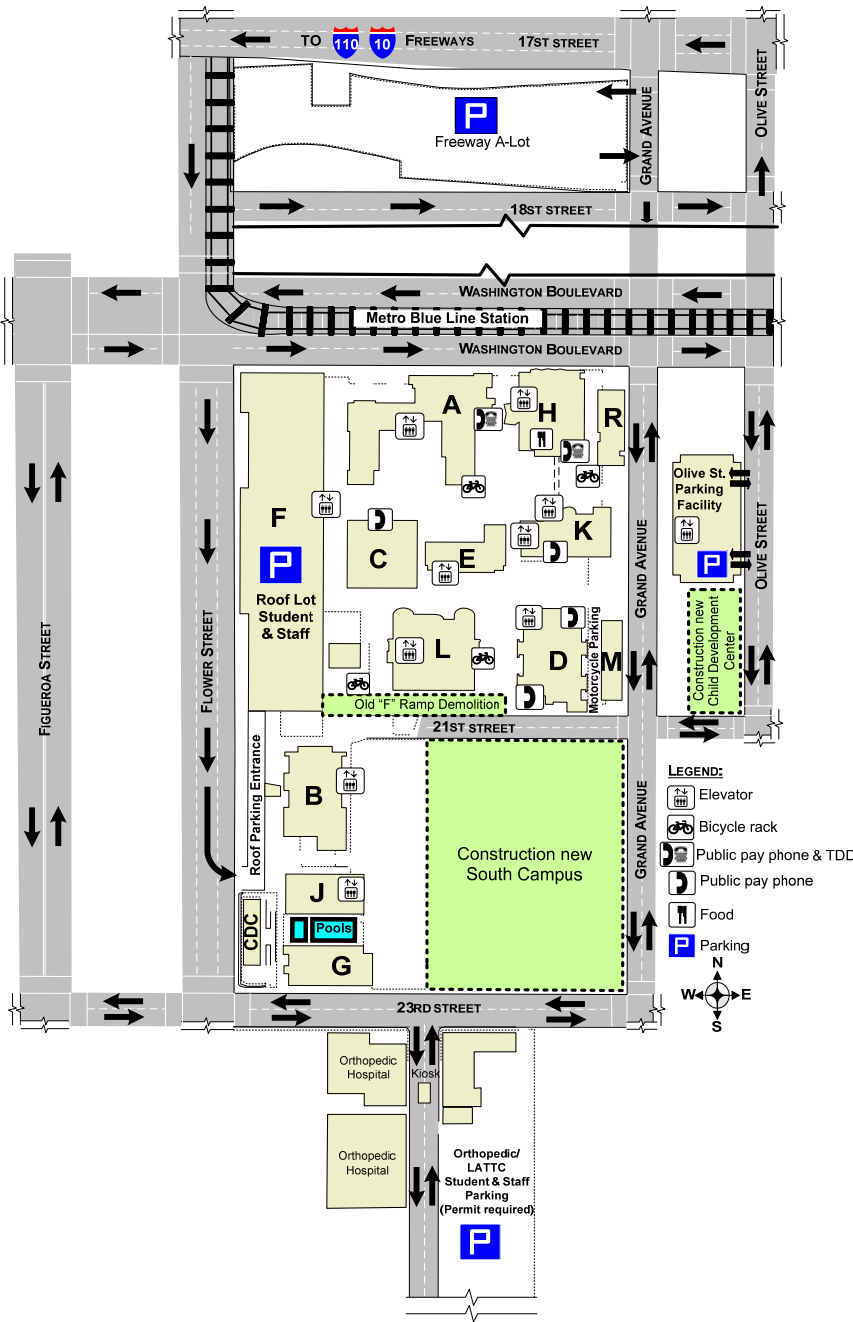 TO 110 10 FREEWAYS
17ST STREET
P
Freeway A-Lot
GRAND AVENUE
OLIVE STREET
18ST STREET
WASHINGTON BOULEVARD
Metro Blue Line Station
WASHINGTON BOULEVARD
A
H
R
F
P
Roof Lot
Student
& Staff
C
E
K
L
D
M
Motorcycle Parking
Olive St.
Parking
Facility
P
GRAND AVENUE
OLIVE STREET
Construction new
Child Development
Center
FIGUEROA STREET
FLOWER STREET
Old “F” Ramp Demolition
21ST STREET
Roof Parking Entrance
B
J
Pools
G
CDC
Construction new
South Campus
GRAND AVENUE
LEGEND:
Elevator
Bicycle rack
Public pay phone & TDD
Public pay phone
Food
P Parking
N
W E
S
23RD STREET
Orthopedic
Hospital
Kiosk
Orthopedic
Hospital
Orthopedic/
LATTC
Student & Staff
Parking
(Permit required)
P